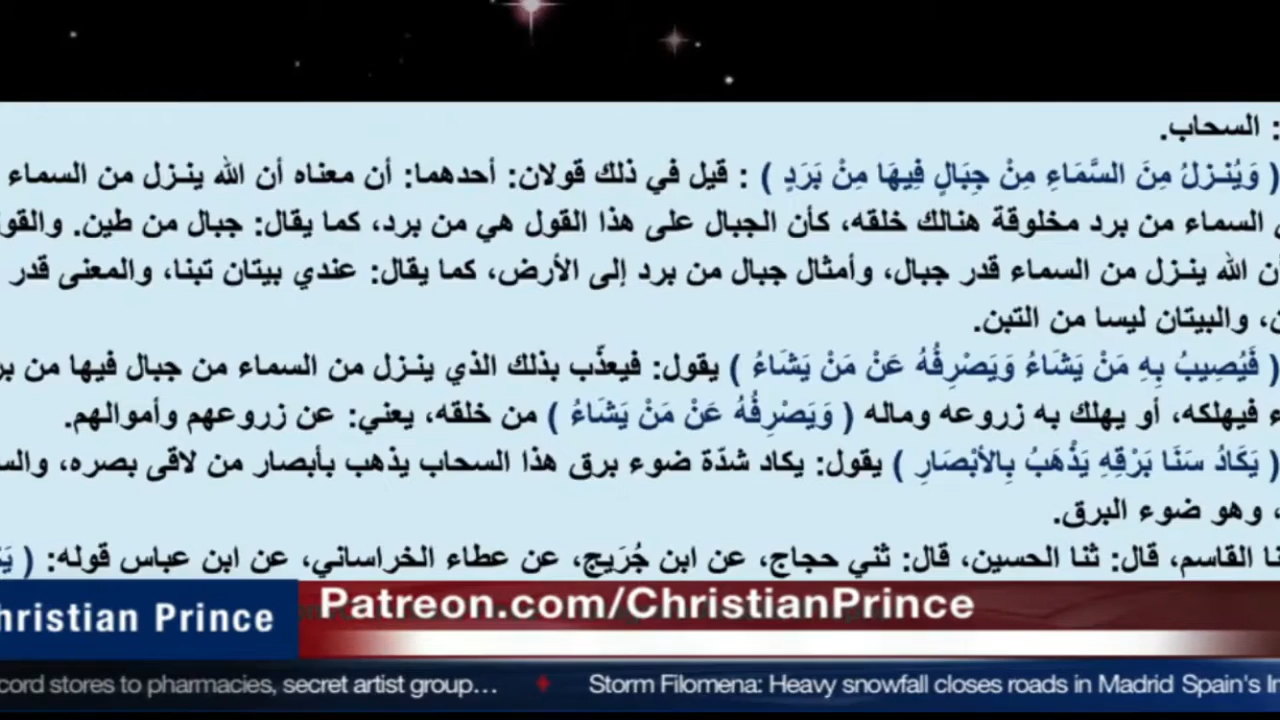 : السحاب.
( وَيُنـزلُ مِنَ السَّمَاءِ مِنْ جِبَالٍ فِيهَا مِنْ بَرَدٍ ) : قيل في ذلك قولان: أحدهما: أن معناه أن الله ينـزل من السماء
السماء من برد مخلوقة هنالك خلقه، كأن الجبال على هذا القول هي من برد، كما يقال: جبال من طين. والقو
أن الله ينـزل من السماء قدر جبال، وأمثال جبال من برد إلى الأرض، كما يقال: عندي بيتان تبنا، والمعنى قدر
، والبيتان ليسا من التبن.
( فَيُصِيبُ بِهِ مَنْ يَشَاءُ وَيَصْرِفُهُ عَنْ مَنْ يَشَاءُ ) يقول: فيعذّب بذلك الذي ينـزل من السماء من جبال فيها من بر
ء فيهلكه، أو يهلك به زروعه وماله ( وَيَصْرِفُهُ عَنْ مَنْ يَشَاءُ ) من خلقه، يعني: عن زروعهم وأموالهم.
( يَكَادُ سَنَا بَرْقِهِ يَذْهَبُ بِالأبْصَارِ ) يقول: يكاد شدّة ضوء برق هذا السحاب يذهب بأبصار من لاقى بصره، والس
، وهو ضوء البرق.
نا القاسم، قال: ثنا الحسين، قال: ثني حجاج، عن ابن جُرَيج، عن عطاء الخراساني، عن ابن عباس قوله: ( يَ
hristian Prince
Patreon.com/ChristianPrince
cord stores to pharmacies, secret artist group... ♦ Storm Filomena: Heavy snowfall closes roads in Madrid Spain's In